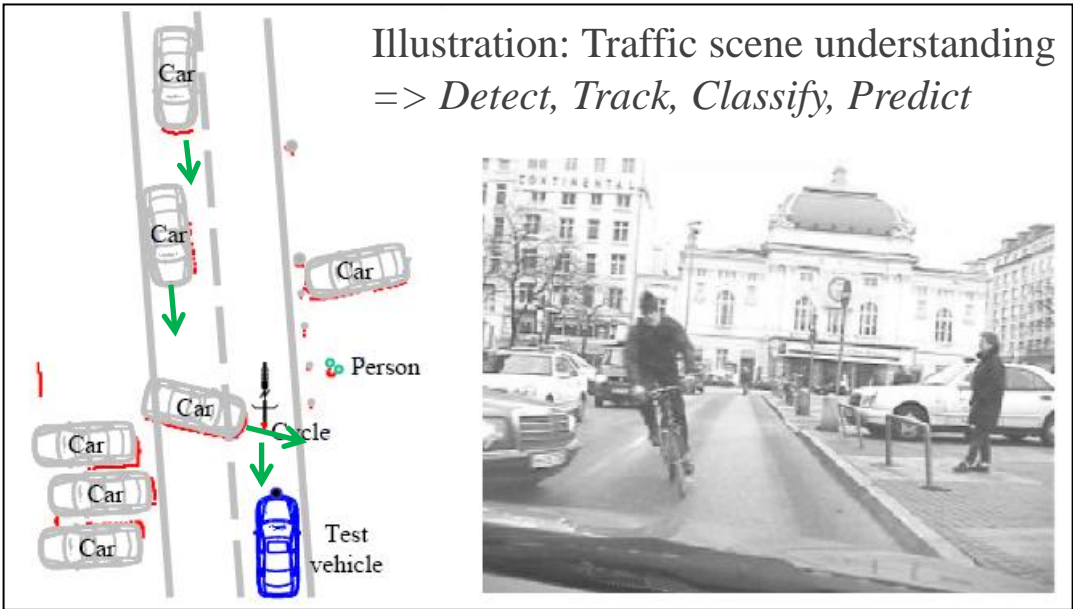 Illustration: Traffic scene understanding
=> Detect, Track, Classify, Predict
Car
Car
Car
Person
Car
Cycle
Car
Car
Car
Test
vehicle
CONTINENTAL